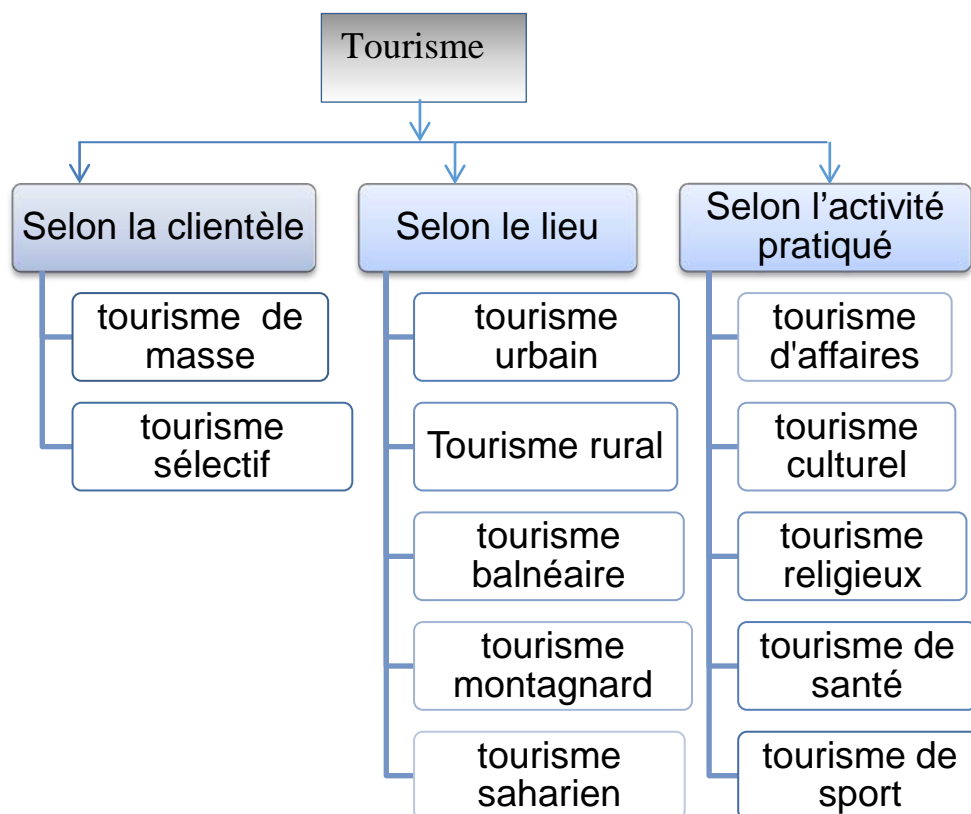 Tourisme
Selon la clientèle
tourisme de
masse
tourisme
sélectif
Selon le lieu
tourisme
urbain
Tourisme rural
tourisme
balnéaire
tourisme
montagnard
tourisme
saharien
Selon l’activité
pratiqué
tourisme
d'affaires
tourisme
culturel
tourisme
religieux
tourisme de
santé
tourisme de
sport